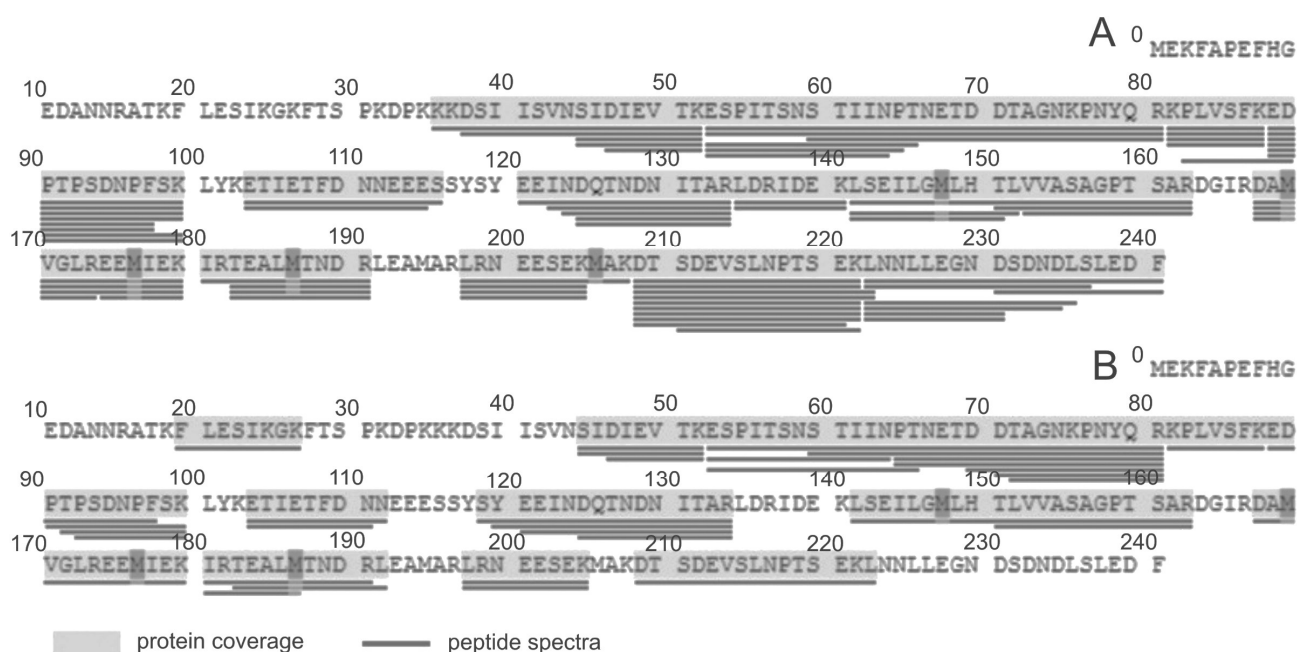 A 0
MEKFAPEFHG
10 20 30 40 50 60 70 80
EDANNRATKF LESIKGKFTS PKDPKKKDSI ISVNSIDIEV TKESPITSNS TIINPTNETD DTAGNKPNYQ RKPLVSFKED
90 100 110 120 130 140 150 160
PTPSDNPFSK LYKETIETFD NNEEESSYSY EEINDQTNDN ITARLDRIDE KLSEILGMLH TLVVASAGPT SARDGIRDAM
170 180 190 200 210 220 230 240
VGLREEMIEK IRTEALMTND RLEAMARLRN EESEKMAKDT SDEVSLNPTS EKLNNLLEGN DSDNDLSLED F
B 0
MEKFAPEFHG
10 20 30 40 50 60 70 80
EDANNRATKF LESIKGKFTS PKDPKKKDSI ISVNSIDIEV TKESPITSNS TIINPTNETD DTAGNKPNYQ RKPLVSFKED
90 100 110 120 130 140 150 160
PTPSDNPFSK LYKETIETFD NNEEESSYSY EEINDQTNDN ITARLDRIDE KLSEILGMLH TLVVASAGPT SARDGIRDAM
170 180 190 200 210 220 230 240
VGLREEMIEK IRTEALMTND RLEAMARLRN EESEKMAKDT SDEVSLNPTS EKLNNLLEGN DSDNDLSLED F
protein coverage peptide spectra